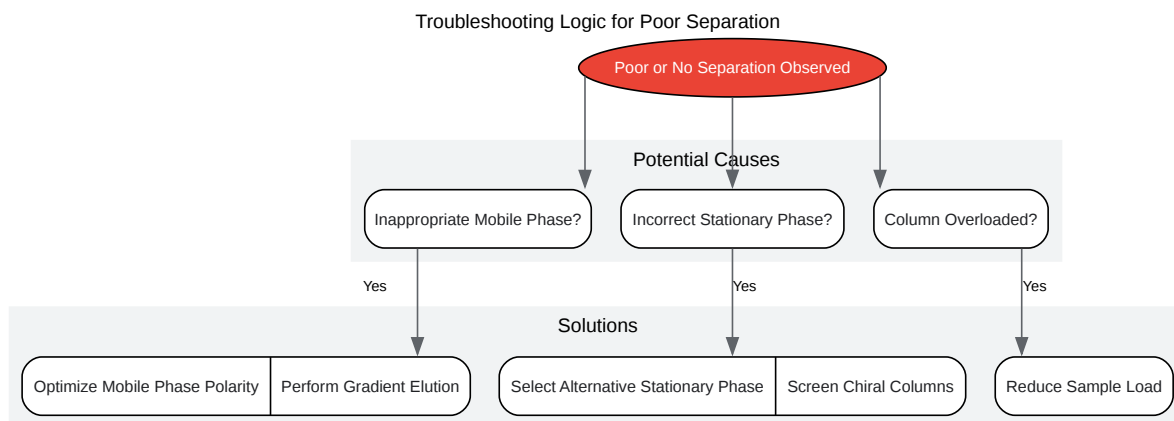 Troubleshooting Logic for Poor Separation
Poor or No Separation Observed
Potential Causes
Inappropriate Mobile Phase?
Incorrect Stationary Phase?
Column Overloaded?
Yes
Yes
Yes
Solutions
Optimize Mobile Phase Polarity
Perform Gradient Elution
Select Alternative Stationary Phase
Screen Chiral Columns
Reduce Sample Load